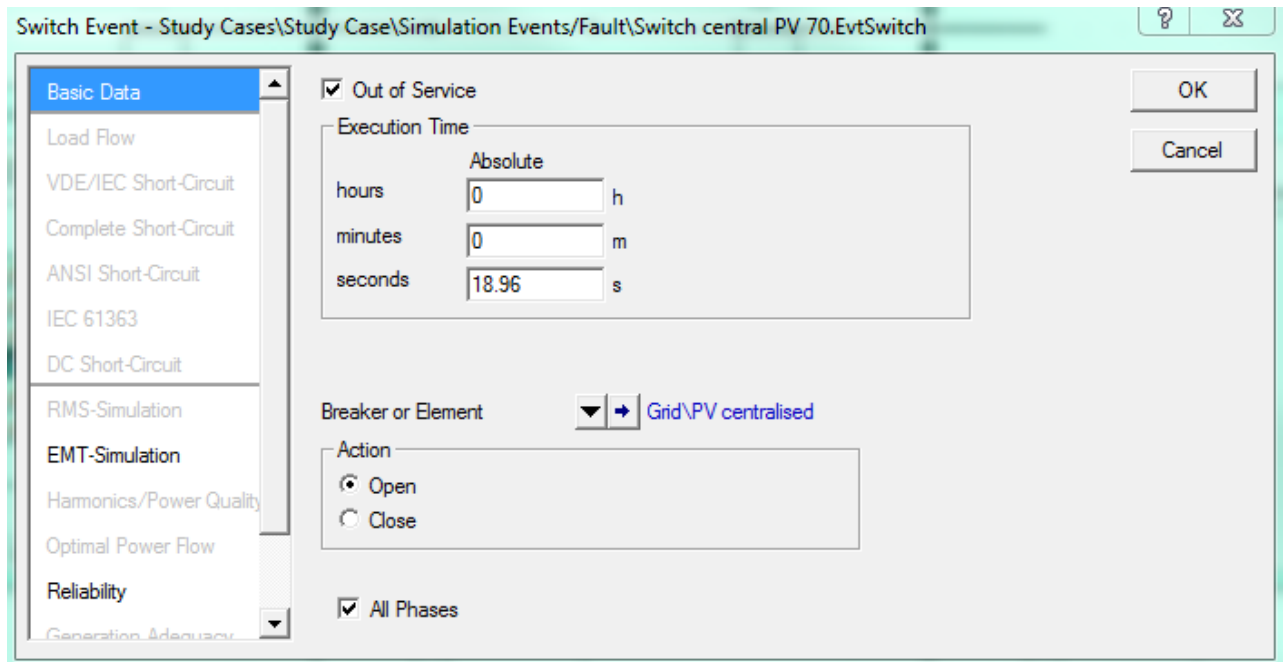 Switch Event - Study Cases\Study Case\Simulation Events/Fault\Switch central PV 70.EvtSwitch
Basic Data
Load Flow
VDE/IEC Short-Circuit
Complete Short-Circuit
ANSI Short-Circuit
IEC 61363
DC Short-Circuit
RMS-Simulation
EMT-Simulation
Harmonics/Power Quality
Optimal Power Flow
Reliability
Generation Adequacy
Out of Service
Execution Time
Absolute
hours 0 h
minutes 0 m
seconds 18.96 s
Breaker or Element Grid\PV centralised
Action
Open
Close
All Phases
OK
Cancel